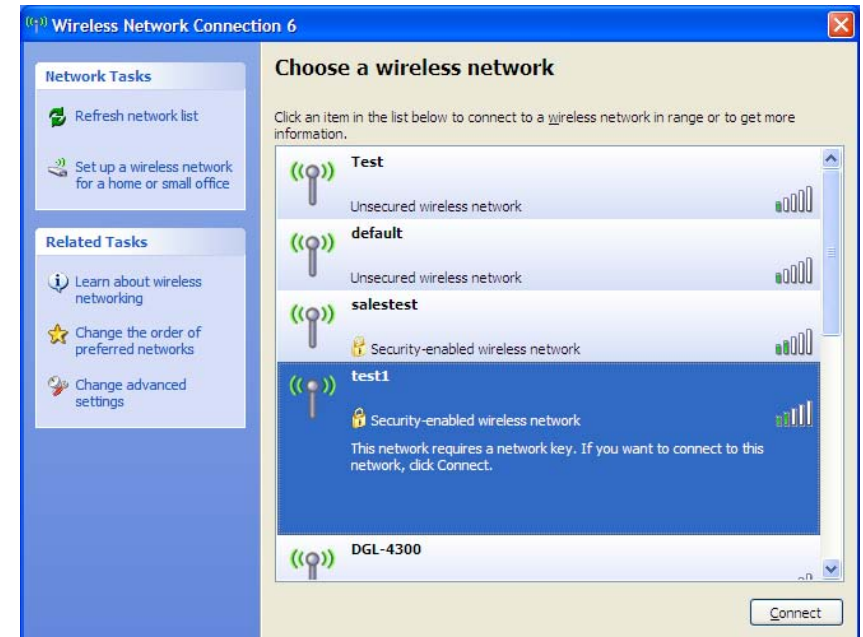 Wireless Network Connection 6
Network Tasks
Refresh network list
Set up a wireless network
for a home or small office
Related Tasks
Learn about wireless
networking
Change the order of
preferred networks
Change advanced
settings
Choose a wireless network
Click an item in the list below to connect to a wireless network in range or to get more
information.
Test
Unsecured wireless network
default
Unsecured wireless network
salestest
Security-enabled wireless network
test1
Security-enabled wireless network
This network requires a network key. If you want to connect to this
network, click Connect.
DGL-4300
Connect